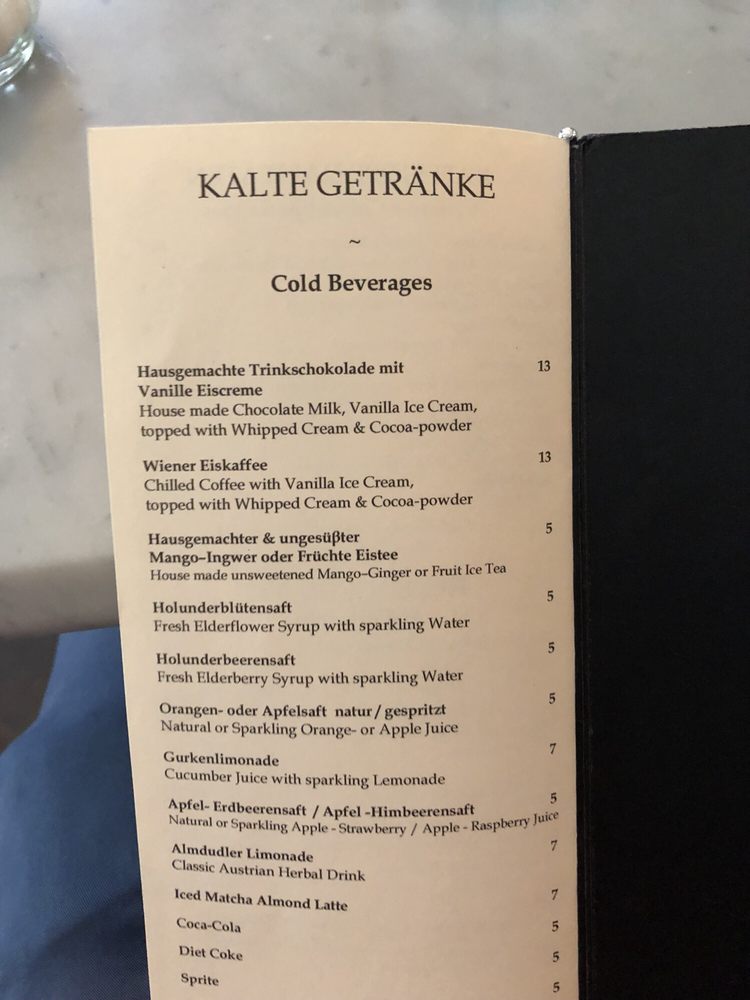 KALTE GETRÄNKE
~
Cold Beverages
Hausgemachte Trinkschokolade mit 13
Vanille Eiscreme
House made Chocolate Milk, Vanilla Ice Cream,
topped with Whipped Cream & Cocoa-powder
Wiener Eiskaffee 13
Chilled Coffee with Vanilla Ice Cream,
topped with Whipped Cream & Cocoa-powder
Hausgemachter & ungesüßter 5
Mango–Ingwer oder Früchte Eistee
House made unsweetened Mango–Ginger or Fruit Ice Tea
Holunderblütensaft 5
Fresh Elderflower Syrup with sparkling Water
Holunderbeerensaft 5
Fresh Elderberry Syrup with sparkling Water
Orangen- oder Apfelsaft natur / gespritzt 5
Natural or Sparkling Orange- or Apple Juice
Gurkenlimonade 7
Cucumber Juice with sparkling Lemonade
Apfel- Erdbeerensaft / Apfel -Himbeerensaft 5
Natural or Sparkling Apple - Strawberry / Apple - Raspberry Juice
Almdudler Limonade 7
Classic Austrian Herbal Drink
Iced Matcha Almond Latte 7
Coca-Cola 5
Diet Coke 5
Sprite 5